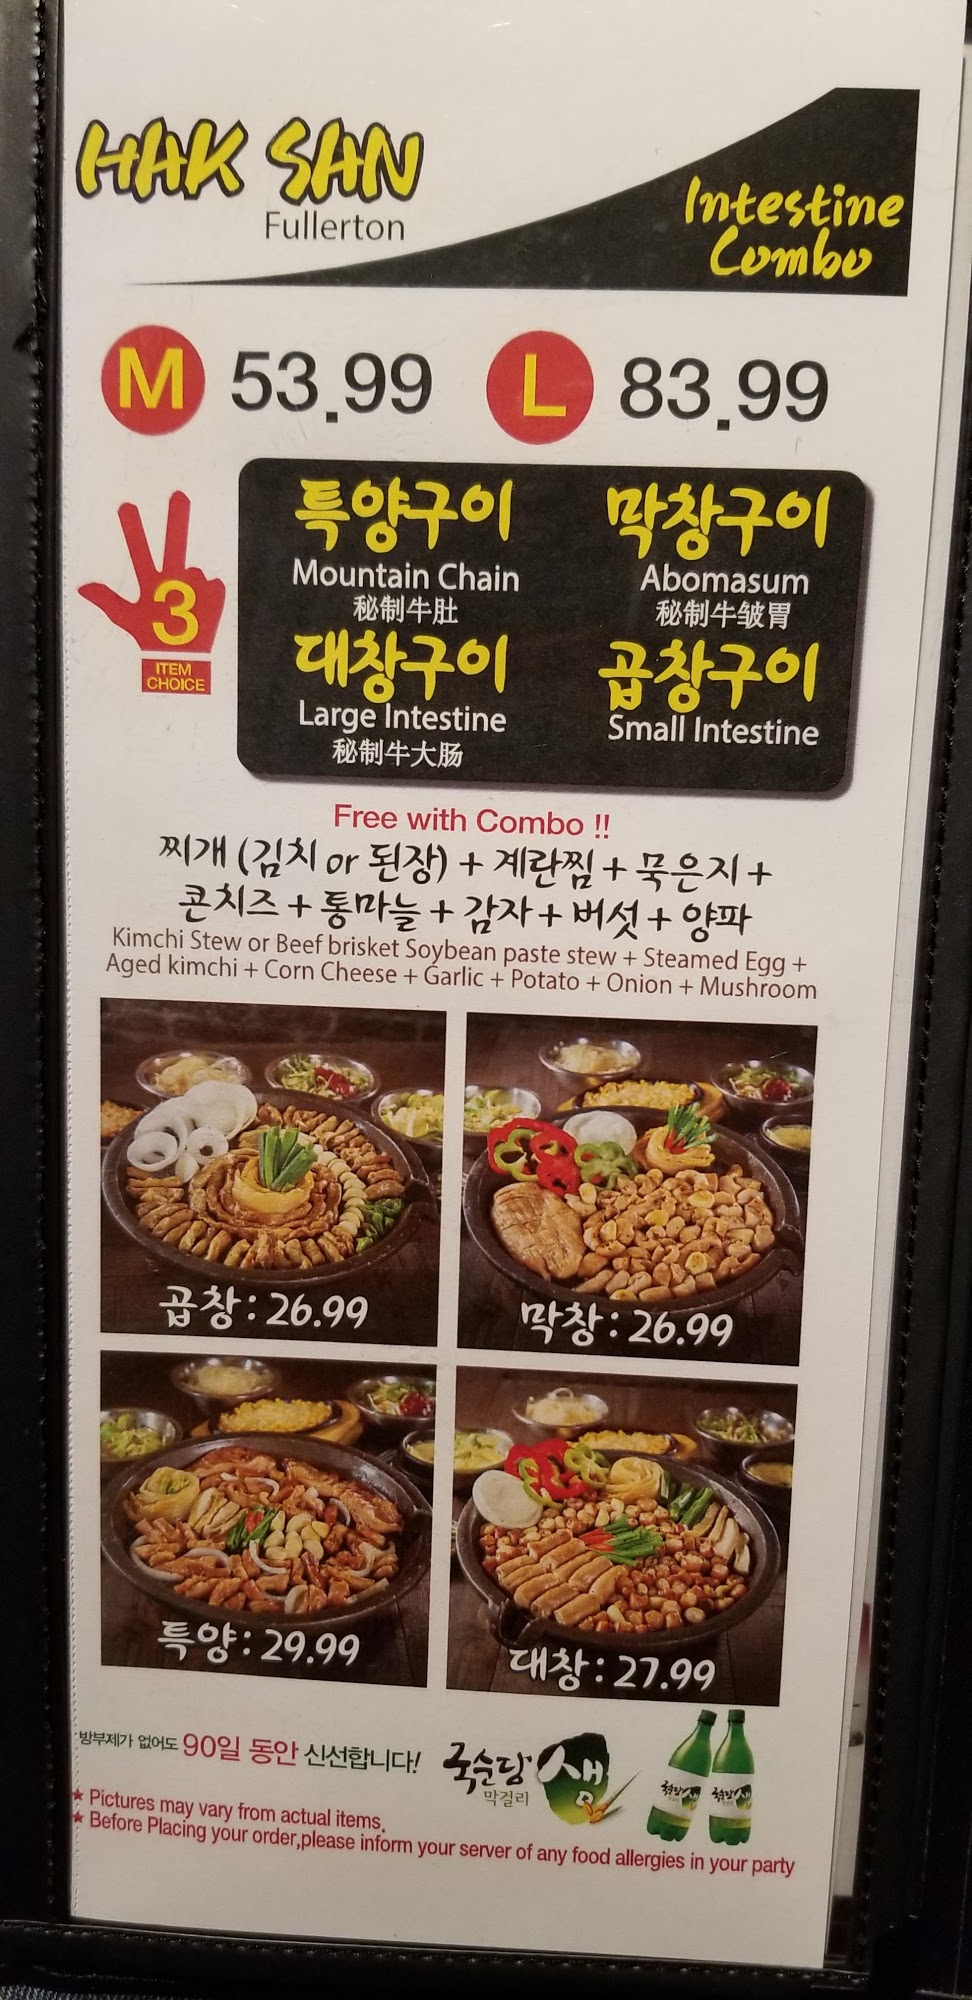 HAK SAN
Fullerton
Intestine
Combo
M 53.99 L 83.99
3
ITEM
CHOICE
특양구이
Mountain Chain
秘制牛肚
막창구이
Abomasum
秘制牛皱胃
대창구이
Large Intestine
秘制牛大肠
곱창구이
Small Intestine
Free with Combo !!
찌개 (김치 or 된장) + 계란찜 + 묵은지 +
콘치즈 + 통마늘 + 감자 + 버섯 + 양파
Kimchi Stew or Beef brisket Soybean paste stew + Steamed Egg +
Aged kimchi + Corn Cheese + Garlic + Potato + Onion + Mushroom
곱창: 26.99
막창: 26.99
특양: 29.99
대창: 27.99
방부제가 없어도 90일 동안 신선합니다!
국순당 생
막걸리
국순당 생
국순당 생
★ Pictures may vary from actual items.
★ Before Placing your order,please inform your server of any food allergies in your party